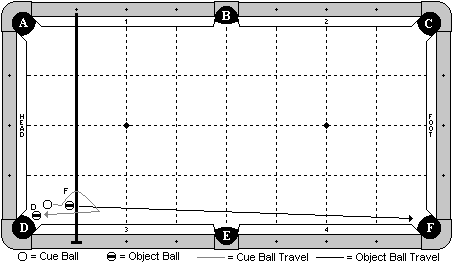 A B C
1 2
HEAD FOOT
D F
D 3 E 4 F
= Cue Ball = Object Ball = Cue Ball Travel = Object Ball Travel